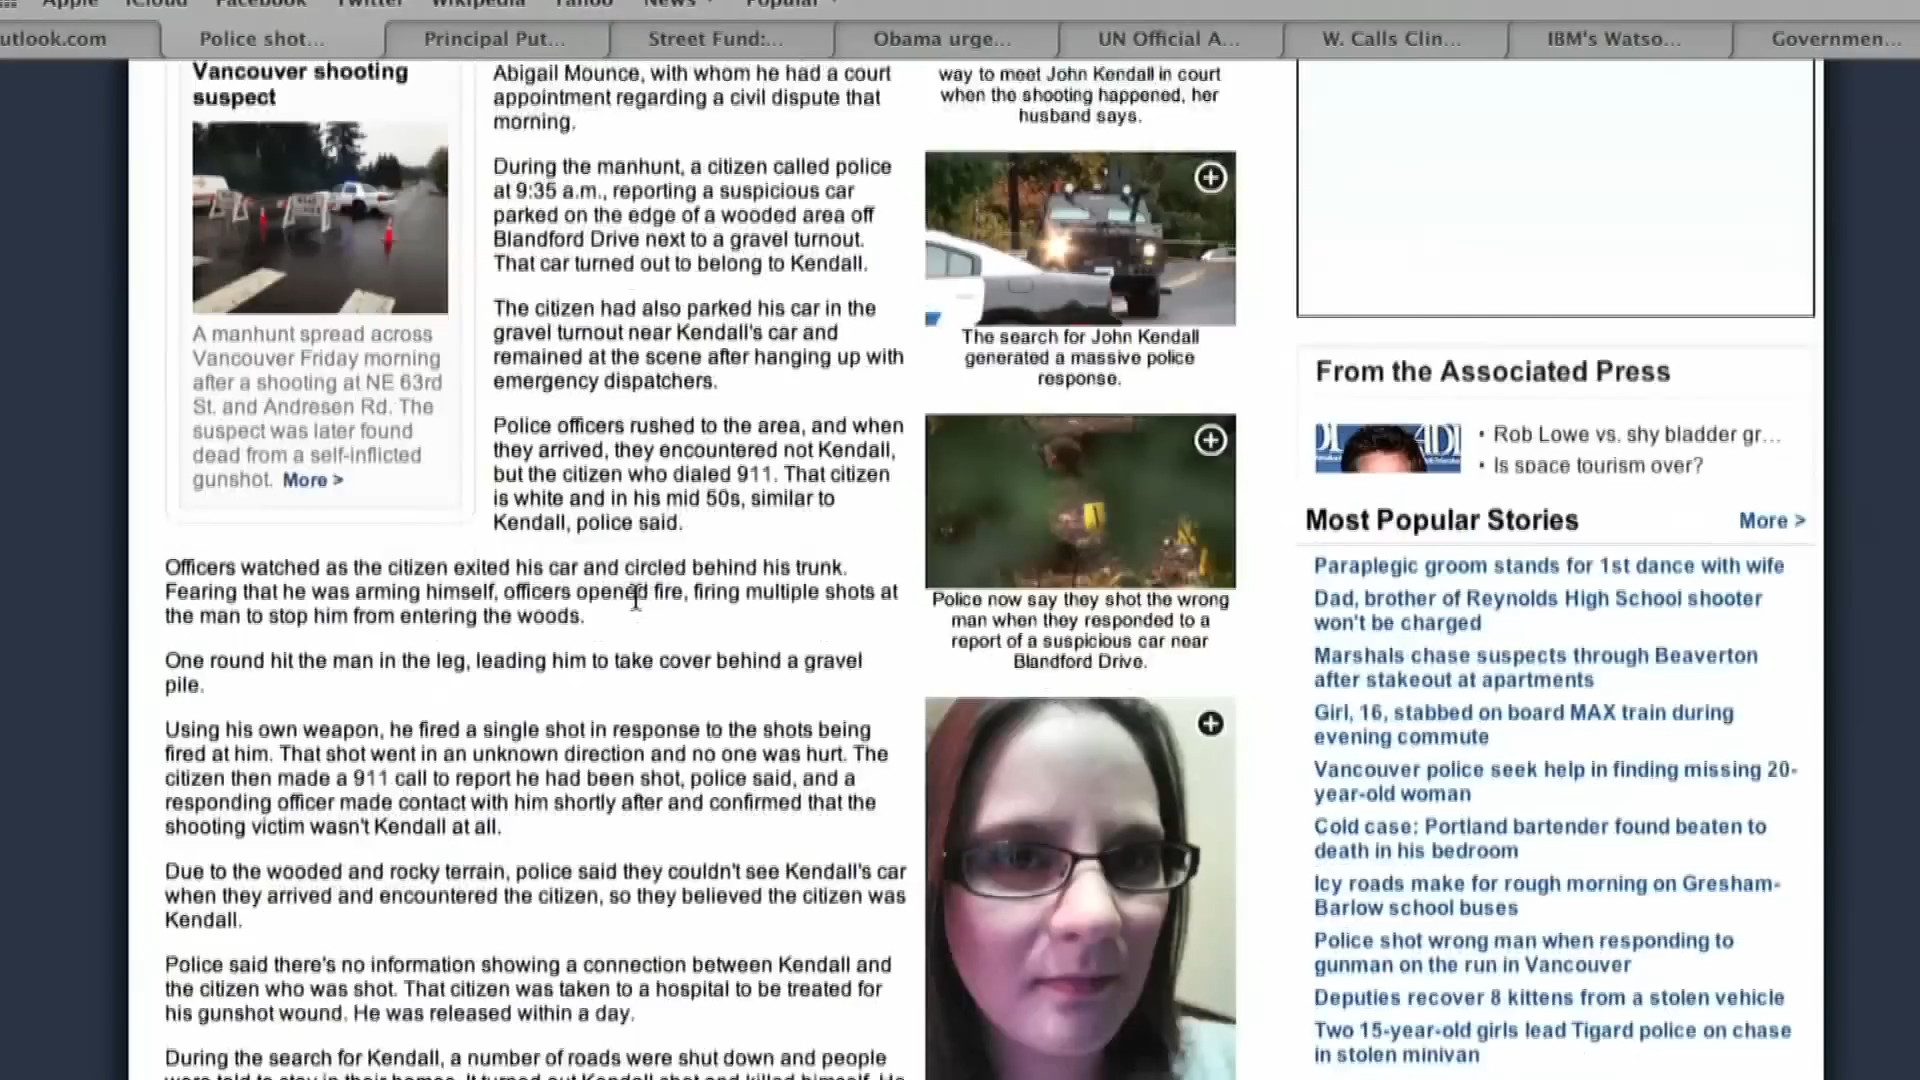 Apple iCloud Facebook Twitter Wikipedia Yahoo News Popular
utlook.com
Police shot...
Principal Put...
Street Fund:...
Obama urge...
UN Official A...
W. Calls Clin...
IBM's Watso...
Governmen...
Vancouver shooting
suspect
A manhunt spread across
Vancouver Friday morning
after a shooting at NE 63rd
St. and Andresen Rd. The
suspect was later found
dead from a self-inflicted
gunshot. More >
Abigail Mounce, with whom he had a court
appointment regarding a civil dispute that
morning.
During the manhunt, a citizen called police
at 9:35 a.m., reporting a suspicious car
parked on the edge of a wooded area off
Blandford Drive next to a gravel turnout.
That car turned out to belong to Kendall.
The citizen had also parked his car in the
gravel turnout near Kendall's car and
remained at the scene after hanging up with
emergency dispatchers.
Police officers rushed to the area, and when
they arrived, they encountered not Kendall,
but the citizen who dialed 911. That citizen
is white and in his mid 50s, similar to
Kendall, police said.
Officers watched as the citizen exited his car and circled behind his trunk.
Fearing that he was arming himself, officers opened fire, firing multiple shots at
the man to stop him from entering the woods.
One round hit the man in the leg, leading him to take cover behind a gravel
pile.
Using his own weapon, he fired a single shot in response to the shots being
fired at him. That shot went in an unknown direction and no one was hurt. The
citizen then made a 911 call to report he had been shot, police said, and a
responding officer made contact with him shortly after and confirmed that the
shooting victim wasn't Kendall at all.
Due to the wooded and rocky terrain, police said they couldn't see Kendall's car
when they arrived and encountered the citizen, so they believed the citizen was
Kendall.
Police said there's no information showing a connection between Kendall and
the citizen who was shot. That citizen was taken to a hospital to be treated for
his gunshot wound. He was released within a day.
During the search for Kendall, a number of roads were shut down and people
were told to stay in their homes. It turned out Kendall shot and killed himself. He
way to meet John Kendall in court
when the shooting happened, her
husband says.
The search for John Kendall
generated a massive police
response.
Police now say they shot the wrong
man when they responded to a
report of a suspicious car near
Blandford Drive.
From the Associated Press
• Rob Lowe vs. shy bladder gr...
• Is space tourism over?
Most Popular Stories
More >
Paraplegic groom stands for 1st dance with wife
Dad, brother of Reynolds High School shooter
won't be charged
Marshals chase suspects through Beaverton
after stakeout at apartments
Girl, 16, stabbed on board MAX train during
evening commute
Vancouver police seek help in finding missing 20-
year-old woman
Cold case: Portland bartender found beaten to
death in his bedroom
Icy roads make for rough morning on Gresham-
Barlow school buses
Police shot wrong man when responding to
gunman on the run in Vancouver
Deputies recover 8 kittens from a stolen vehicle
Two 15-year-old girls lead Tigard police on chase
in stolen minivan